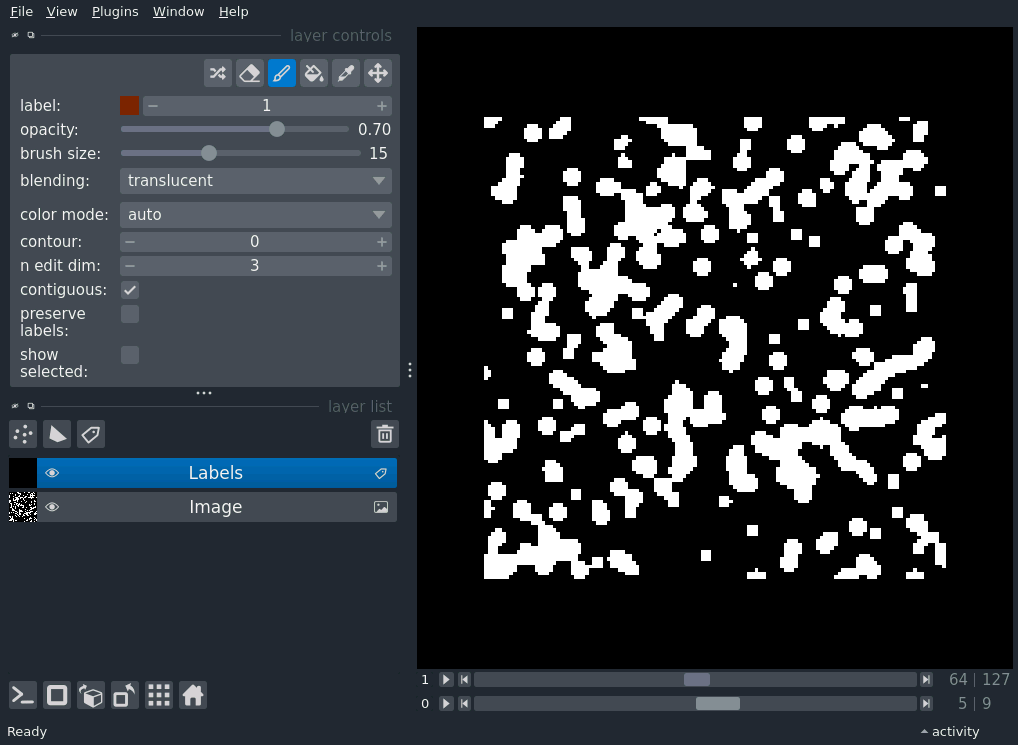 File View Plugins Window Help
layer controls
label: 1
opacity: 0.70
brush size: 15
blending: translucent
color mode: auto
contour: 0
n edit dim: 3
contiguous:
preserve
labels:
show
selected:
layer list
Labels
Image
1 64 | 127
0 5 | 9
Ready activity